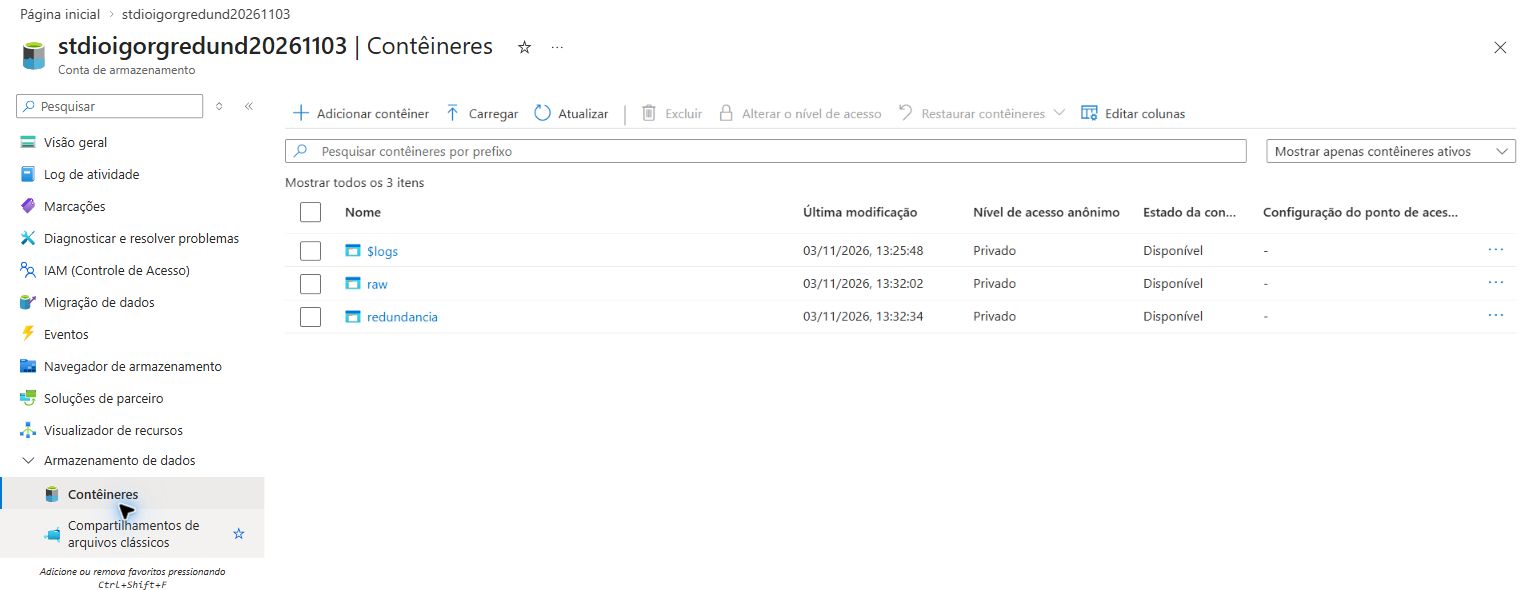 Página inicial > stdioigorgredund20261103
stdioigorgredund20261103 | Contêineres
Conta de armazenamento
Pesquisar
Visão geral
Log de atividade
Marcações
Diagnosticar e resolver problemas
IAM (Controle de Acesso)
Migração de dados
Eventos
Navegador de armazenamento
Soluções de parceiro
Visualizador de recursos
Armazenamento de dados
Contêineres
Compartilhamentos de
arquivos clássicos
Adicione ou remova favoritos pressionando
Ctrl+Shift+F
Adicionar contêiner Carregar Atualizar Excluir Alterar o nível de acesso Restaurar contêineres Editar colunas
Pesquisar contêineres por prefixo Mostrar apenas contêineres ativos
Mostrar todos os 3 itens
Nome Última modificação Nível de acesso anônimo Estado da con... Configuração do ponto de aces...
$logs 03/11/2026, 13:25:48 Privado Disponível -
raw 03/11/2026, 13:32:02 Privado Disponível -
redundancia 03/11/2026, 13:32:34 Privado Disponível -